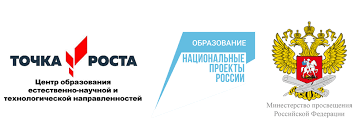 ТОЧКА РОСТА
Центр образования
естественно-научной и
технологической направленностей
ОБРАЗОВАНИЕ
НАЦИОНАЛЬНЫЕ
ПРОЕКТЫ
РОССИИ
Министерство просвещения
Российской Федерации